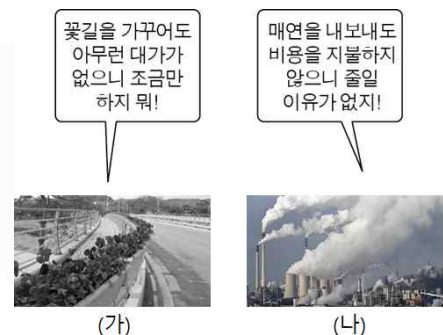 꽃길을 가꾸어도
아무런 대가가
없으니 조금만
하지 뭐!
매연을 내보내도
비용을 지불하지
않으니 줄일
이유가 없지!
(가)
(나)